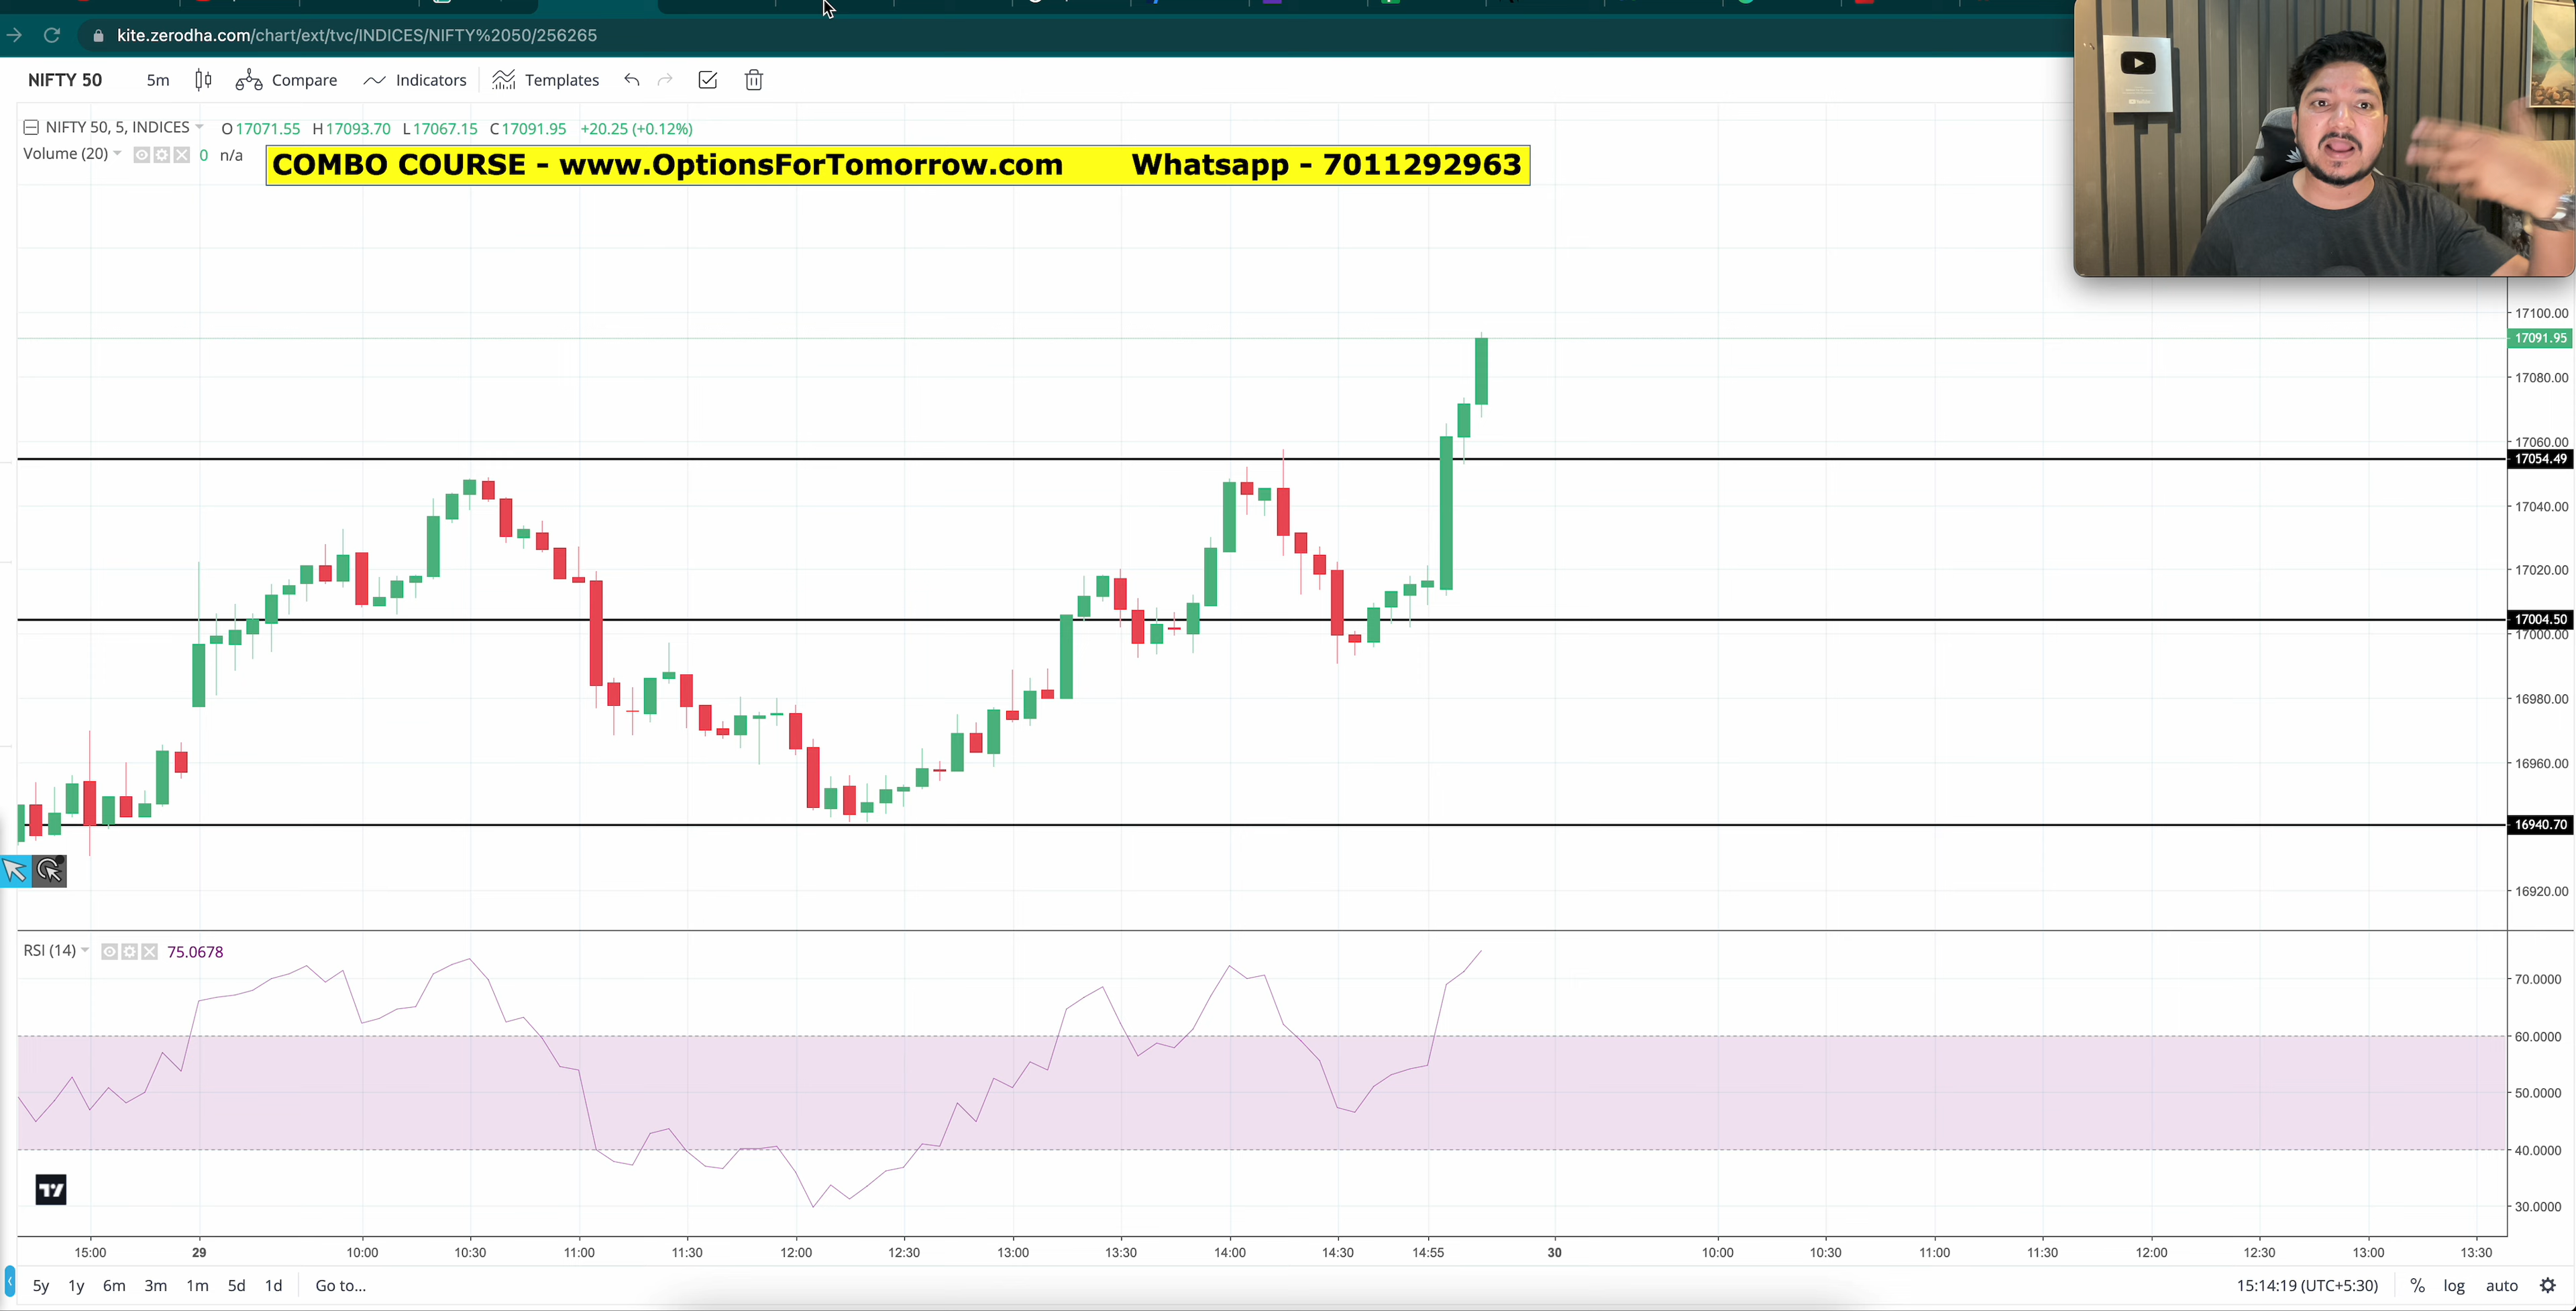 kite.zerodha.com/chart/ext/tvc/INDICES/NIFTY%2050/256265
NIFTY 50 5m Compare Indicators Templates
NIFTY 50, 5, INDICES O17071.55 H17093.70 L17067.15 C17091.95 +20.25 (+0.12%)
Volume (20) 0 n/a
COMBO COURSE - www.OptionsForTomorrow.com Whatsapp - 7011292963
17100.00
17091.95
17080.00
17060.00
17054.49
17040.00
17020.00
17004.50
17000.00
16980.00
16960.00
16940.70
16920.00
RSI (14) 75.0678
70.0000
60.0000
50.0000
40.0000
30.0000
15:00 29 10:00 10:30 11:00 11:30 12:00 12:30 13:00 13:30 14:00 14:30 14:55 30 10:00 10:30 11:00 11:30 12:00 12:30 13:00 13:30
5y 1y 6m 3m 1m 5d 1d Go to... 15:14:19 (UTC+5:30) % log auto